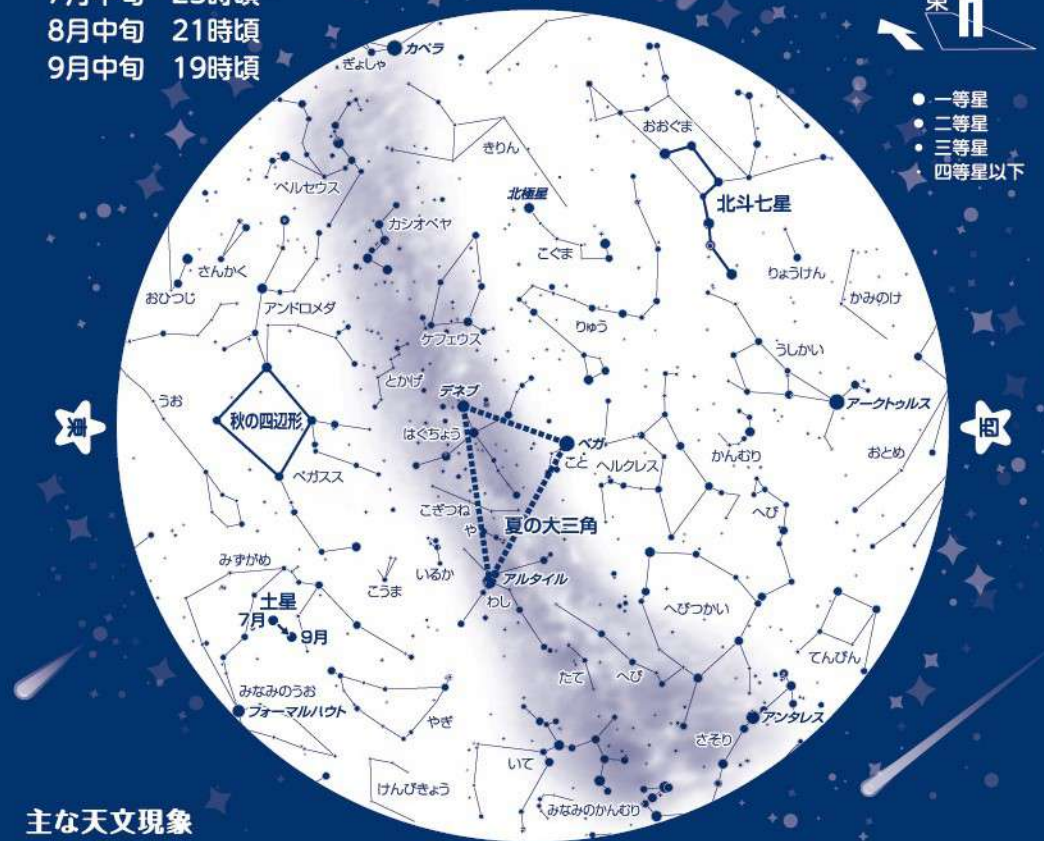 8月中旬 21時頃
9月中旬 19時頃
東
一等星
二等星
三等星
四等星以下
カペラ
ぎょしゃ
おおぐま
きりん
ペルセウス
北極星
北斗七星
カシオペヤ
こぐま
りょうけん
さんかく
おひつじ
アンドロメダ
かみのけ
りゅう
ケフェウス
うしかい
とかげ
デネブ
うお
アークトゥルス
東
秋の四辺形
はくちょう
ベガ
こと
ヘルクレス
かんむり
おとめ
西
ペガスス
こぎつね
や
夏の大三角
へび
みずがめ
こうま
いるか
アルタイル
わし
へびつかい
土星
7月
9月
てんびん
たて
へび
みなみのうお
フォーマルハウト
やぎ
アンタレス
さそり
いて
けんびきょう
みなみのかんむり
主な天文現象